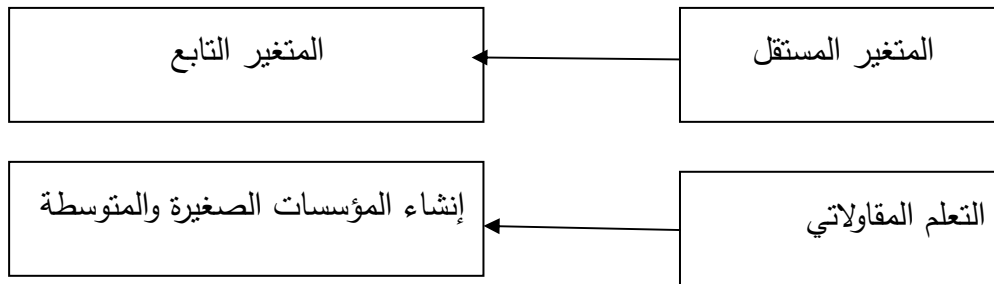 المتغير المستقل
المتغير التابع
التعلم المقاولاتي
إنشاء المؤسسات الصغيرة والمتوسطة